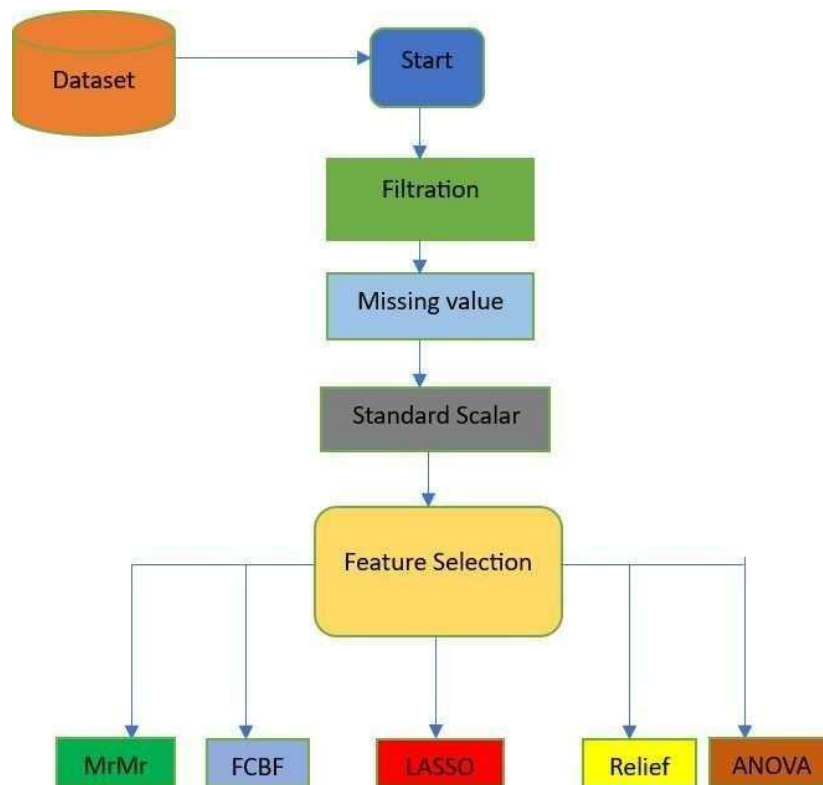 Dataset
Start
Filtration
Missing value
Standard Scalar
Feature Selection
MrMr
FCBF
LASSO
Relief
ANOVA